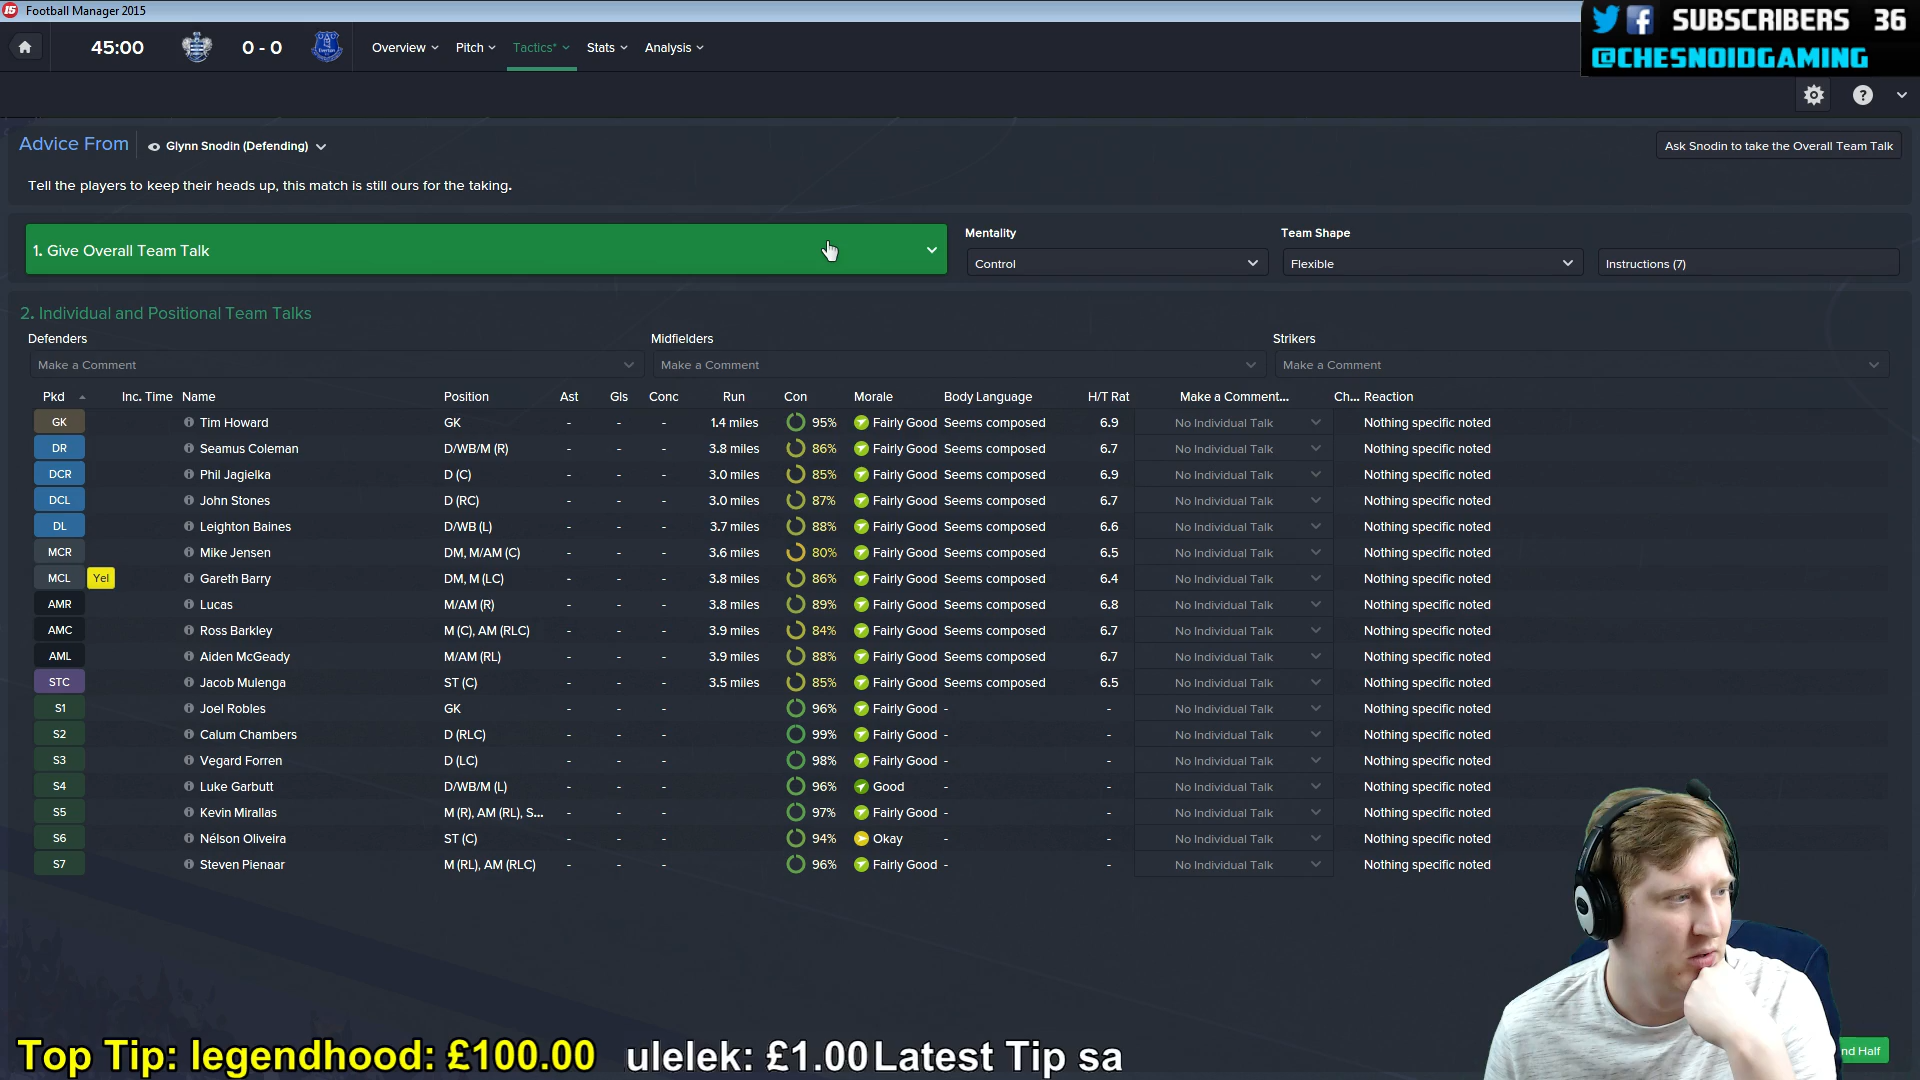 Football Manager 2015
SUBSCRIBERS 36
@CHESNOIDGAMING
45:00 0 - 0 Overview Pitch Tactics* Stats Analysis
Advice From Glynn Snodin (Defending) Ask Snodin to take the Overall Team Talk
Tell the players to keep their heads up, this match is still ours for the taking.
1. Give Overall Team Talk
Mentality Team Shape
Control Flexible Instructions (7)
2. Individual and Positional Team Talks
Defenders Midfielders Strikers
Make a Comment Make a Comment Make a Comment
Pkd Inc. Time Name Position Ast Gls Conc Run Con Morale Body Language H/T Rat Make a Comment... Ch... Reaction
GK Tim Howard GK - - - 1.4 miles 95% Fairly Good Seems composed 6.9 No Individual Talk Nothing specific noted
DR Seamus Coleman D/WB/M (R) - - - 3.8 miles 86% Fairly Good Seems composed 6.7 No Individual Talk Nothing specific noted
DCR Phil Jagielka D (C) - - - 3.0 miles 85% Fairly Good Seems composed 6.9 No Individual Talk Nothing specific noted
DCL John Stones D (RC) - - - 3.0 miles 87% Fairly Good Seems composed 6.7 No Individual Talk Nothing specific noted
DL Leighton Baines D/WB (L) - - - 3.7 miles 88% Fairly Good Seems composed 6.6 No Individual Talk Nothing specific noted
MCR Mike Jensen DM, M/AM (C) - - - 3.6 miles 80% Fairly Good Seems composed 6.5 No Individual Talk Nothing specific noted
MCL Yel Gareth Barry DM, M (LC) - - - 3.8 miles 86% Fairly Good Seems composed 6.4 No Individual Talk Nothing specific noted
AMR Lucas M/AM (R) - - - 3.8 miles 89% Fairly Good Seems composed 6.8 No Individual Talk Nothing specific noted
AMC Ross Barkley M (C), AM (RLC) - - - 3.9 miles 84% Fairly Good Seems composed 6.7 No Individual Talk Nothing specific noted
AML Aiden McGeady M/AM (RL) - - - 3.9 miles 88% Fairly Good Seems composed 6.7 No Individual Talk Nothing specific noted
STC Jacob Mulenga ST (C) - - - 3.5 miles 85% Fairly Good Seems composed 6.5 No Individual Talk Nothing specific noted
S1 Joel Robles GK - - - 96% Fairly Good - - No Individual Talk Nothing specific noted
S2 Calum Chambers D (RLC) - - - 99% Fairly Good - - No Individual Talk Nothing specific noted
S3 Vegard Forren D (LC) - - - 98% Fairly Good - - No Individual Talk Nothing specific noted
S4 Luke Garbutt D/WB/M (L) - - - 96% Good - - No Individual Talk Nothing specific noted
S5 Kevin Mirallas M (R), AM (RL), S... - - - 97% Fairly Good - - No Individual Talk Nothing specific noted
S6 Nélson Oliveira ST (C) - - - 94% Okay - - No Individual Talk Nothing specific noted
S7 Steven Pienaar M (RL), AM (RLC) - - - 96% Fairly Good - - No Individual Talk Nothing specific noted
nd Half
Top Tip: legendhood: £100.00 ulelek: £1.00Latest Tip sa